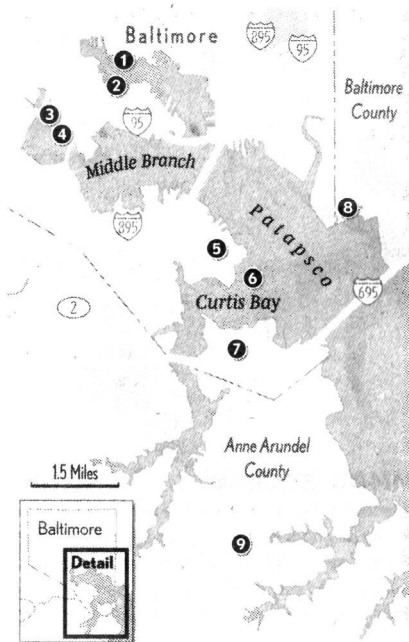 Baltimore
895
95
1
2
Baltimore
County
3
4
95
Middle Branch
8
895
Patapsco
5
6
695
2
Curtis Bay
7
Anne Arundel
County
1.5 Miles
9
Baltimore
Detail